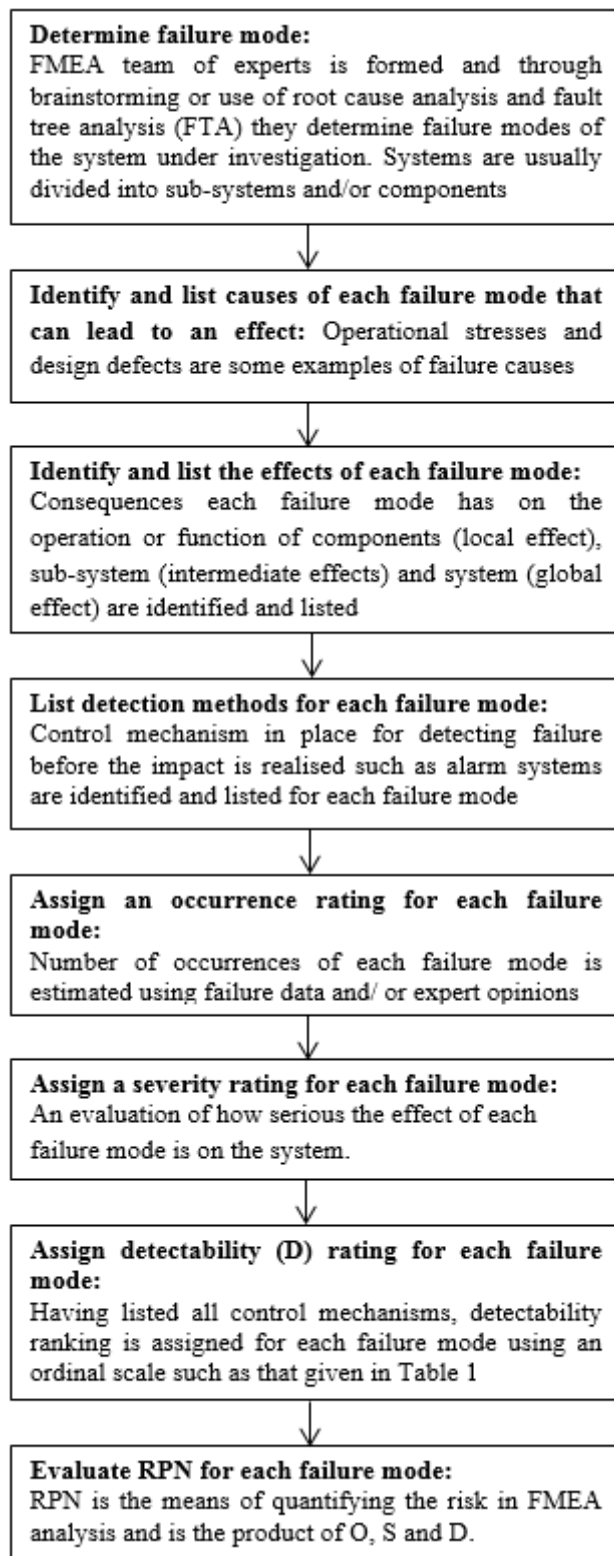 Determine failure mode:
FMEA team of experts is formed and through
brainstorming or use of root cause analysis and fault
tree analysis (FTA) they determine failure modes of
the system under investigation. Systems are usually
divided into sub-systems and/or components
Identify and list causes of each failure mode that
can lead to an effect: Operational stresses and
design defects are some examples of failure causes
Identify and list the effects of each failure mode:
Consequences each failure mode has on the
operation or function of components (local effect),
sub-system (intermediate effects) and system (global
effect) are identified and listed
List detection methods for each failure mode:
Control mechanism in place for detecting failure
before the impact is realised such as alarm systems
are identified and listed for each failure mode
Assign an occurrence rating for each failure
mode:
Number of occurrences of each failure mode is
estimated using failure data and/ or expert opinions
Assign a severity rating for each failure mode:
An evaluation of how serious the effect of each
failure mode is on the system.
Assign detectability (D) rating for each failure
mode:
Having listed all control mechanisms, detectability
ranking is assigned for each failure mode using an
ordinal scale such as that given in Table 1
Evaluate RPN for each failure mode:
RPN is the means of quantifying the risk in FMEA
analysis and is the product of O, S and D.